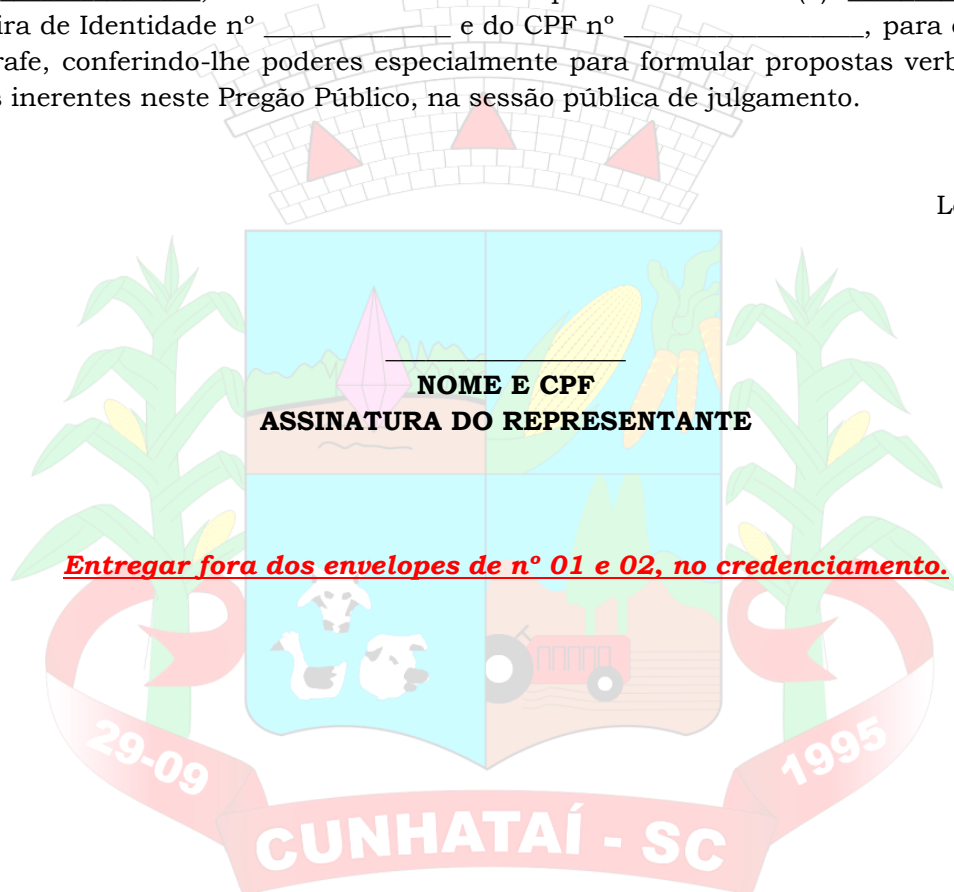 ira de Identidade nº ______________ e do CPF nº __________________, para
rafe, conferindo-lhe poderes especialmente para formular propostas verb
s inerentes neste Pregão Público, na sessão pública de julgamento.
L
__________________
NOME E CPF
ASSINATURA DO REPRESENTANTE
Entregar fora dos envelopes de nº 01 e 02, no credenciamento.
29-09
1995
CUNHATAÍ - SC